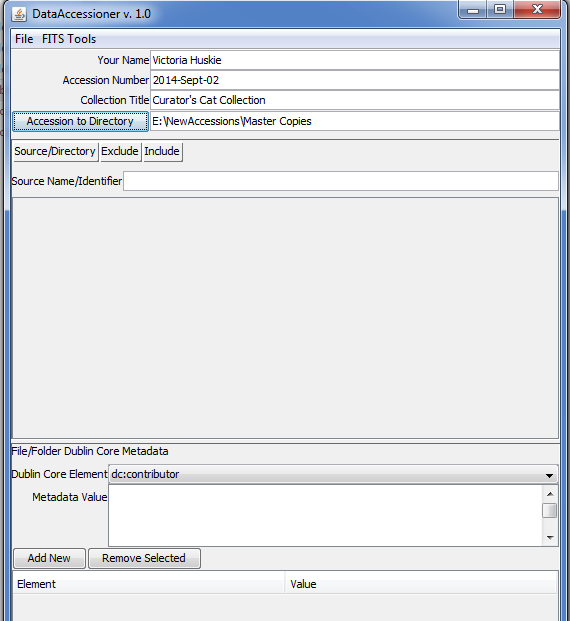 DataAccessioner v. 1.0
File FITS Tools
Your Name Victoria Huskie
Accession Number 2014-Sept-02
Collection Title Curator's Cat Collection
Accession to Directory E:\NewAccessions\Master Copies
Source/Directory Exclude Include
Source Name/Identifier
File/Folder Dublin Core Metadata
Dublin Core Element dc:contributor
Metadata Value
Add New Remove Selected
Element Value